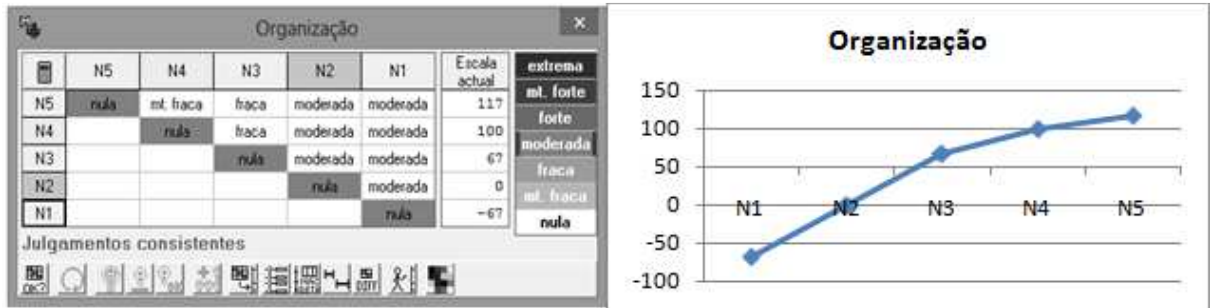 Organização
N5 N4 N3 N2 N1 Escala actual
N5 nula mt. fraca fraca moderada moderada 117
N4 nula fraca moderada moderada 100
N3 nula moderada moderada 67
N2 nula moderada 0
N1 nula -67
extrema
mt. forte
forte
moderada
fraca
mt. fraca
nula
Julgamentos consistentes
Organização
150
100
50
0
-50
-100
N1 N2 N3 N4 N5